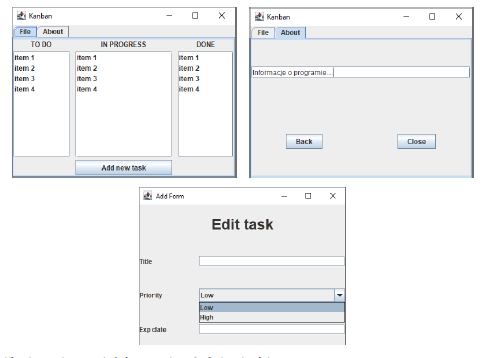 Kanban
File About
TO DO IN PROGRESS DONE
item 1 item 1 item 1
item 2 item 2 item 2
item 3 item 3 item 3
item 4 item 4 item 4
Add new task
Kanban
File About
Informacje o programie...
Back Close
Add Form
Edit task
Title
Priority Low
Low
High
Exp date